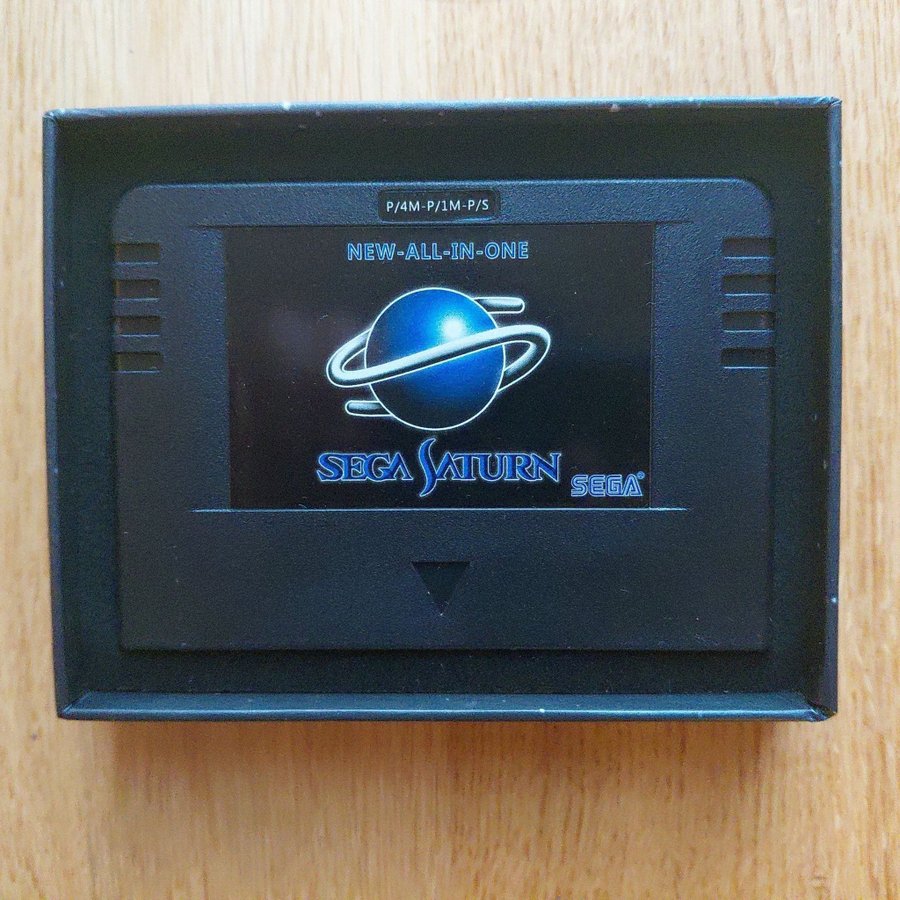 P/4M-P/1M-P/S
NEW-ALL-IN-ONE
SEGA SATURN
SEGA®